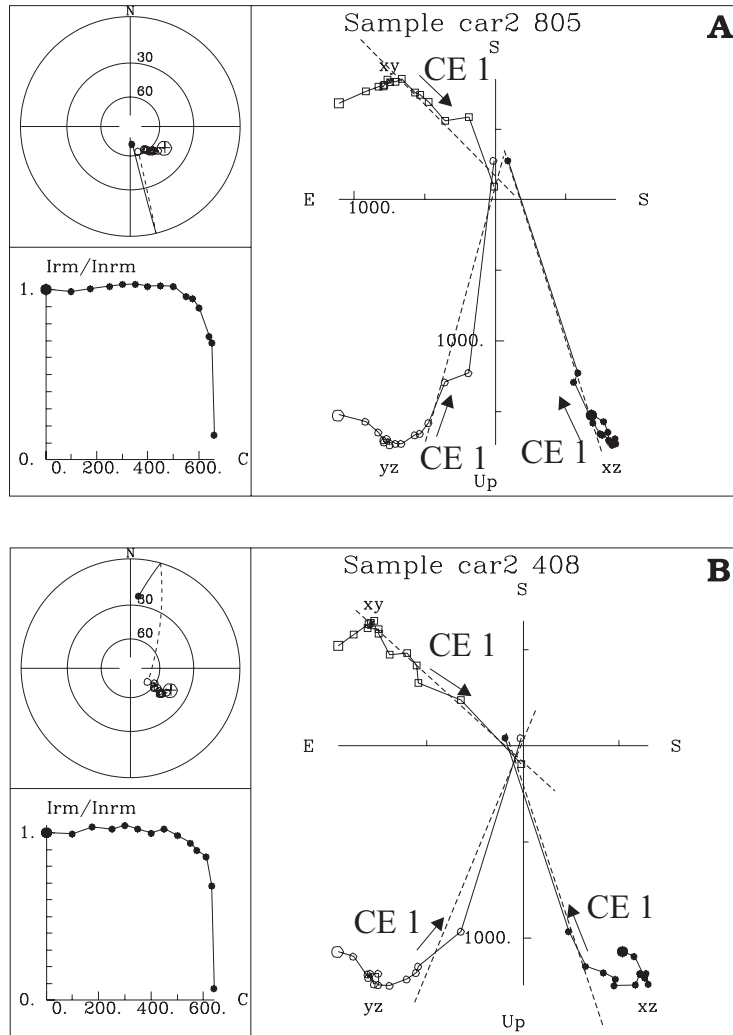 Sample car2 805
A
30
60
xy
S
CE 1
E
1000.
S
Irm/Inrm
1.
0.
0. 200. 400. 600. C
1000.
CE 1
CE 1
yz
Up
xz
N
Sample car2 408
B
30
60
xy
S
CE 1
E
S
Irm/Inrm
1.
0.
0. 200. 400. 600. C
CE 1
CE 1
1000.
yz
Up
xz